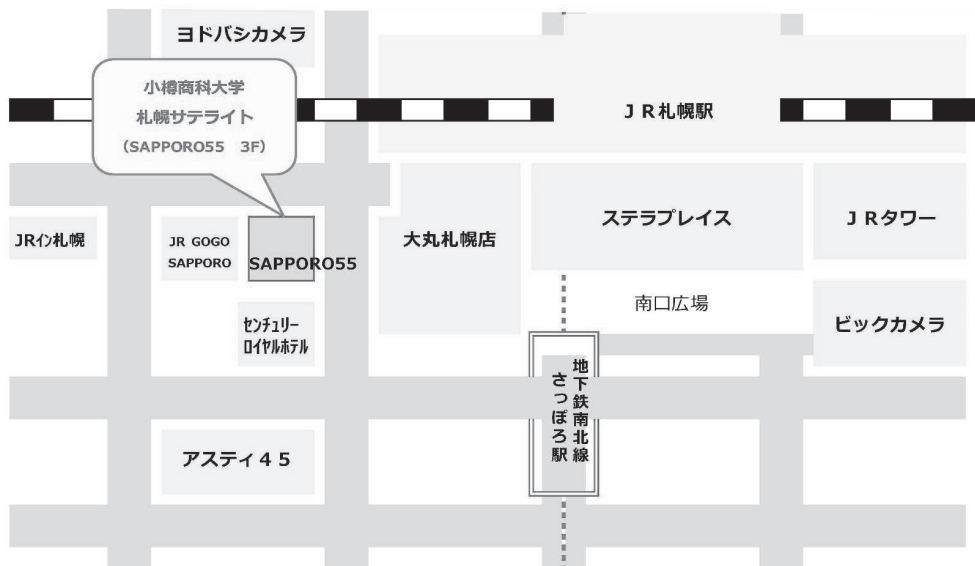 ヨドバシカメラ
小樽商科大学
札幌サテライト
(SAPPORO55 3F)
JR札幌駅
JRイン札幌
JR GOGO
SAPPORO
SAPPORO55
大丸札幌店
ステラプレイス
JRタワー
センチュリー
ロイヤルホテル
南口広場
ビックカメラ
地下鉄南北線
さっぽろ駅
アスティ45